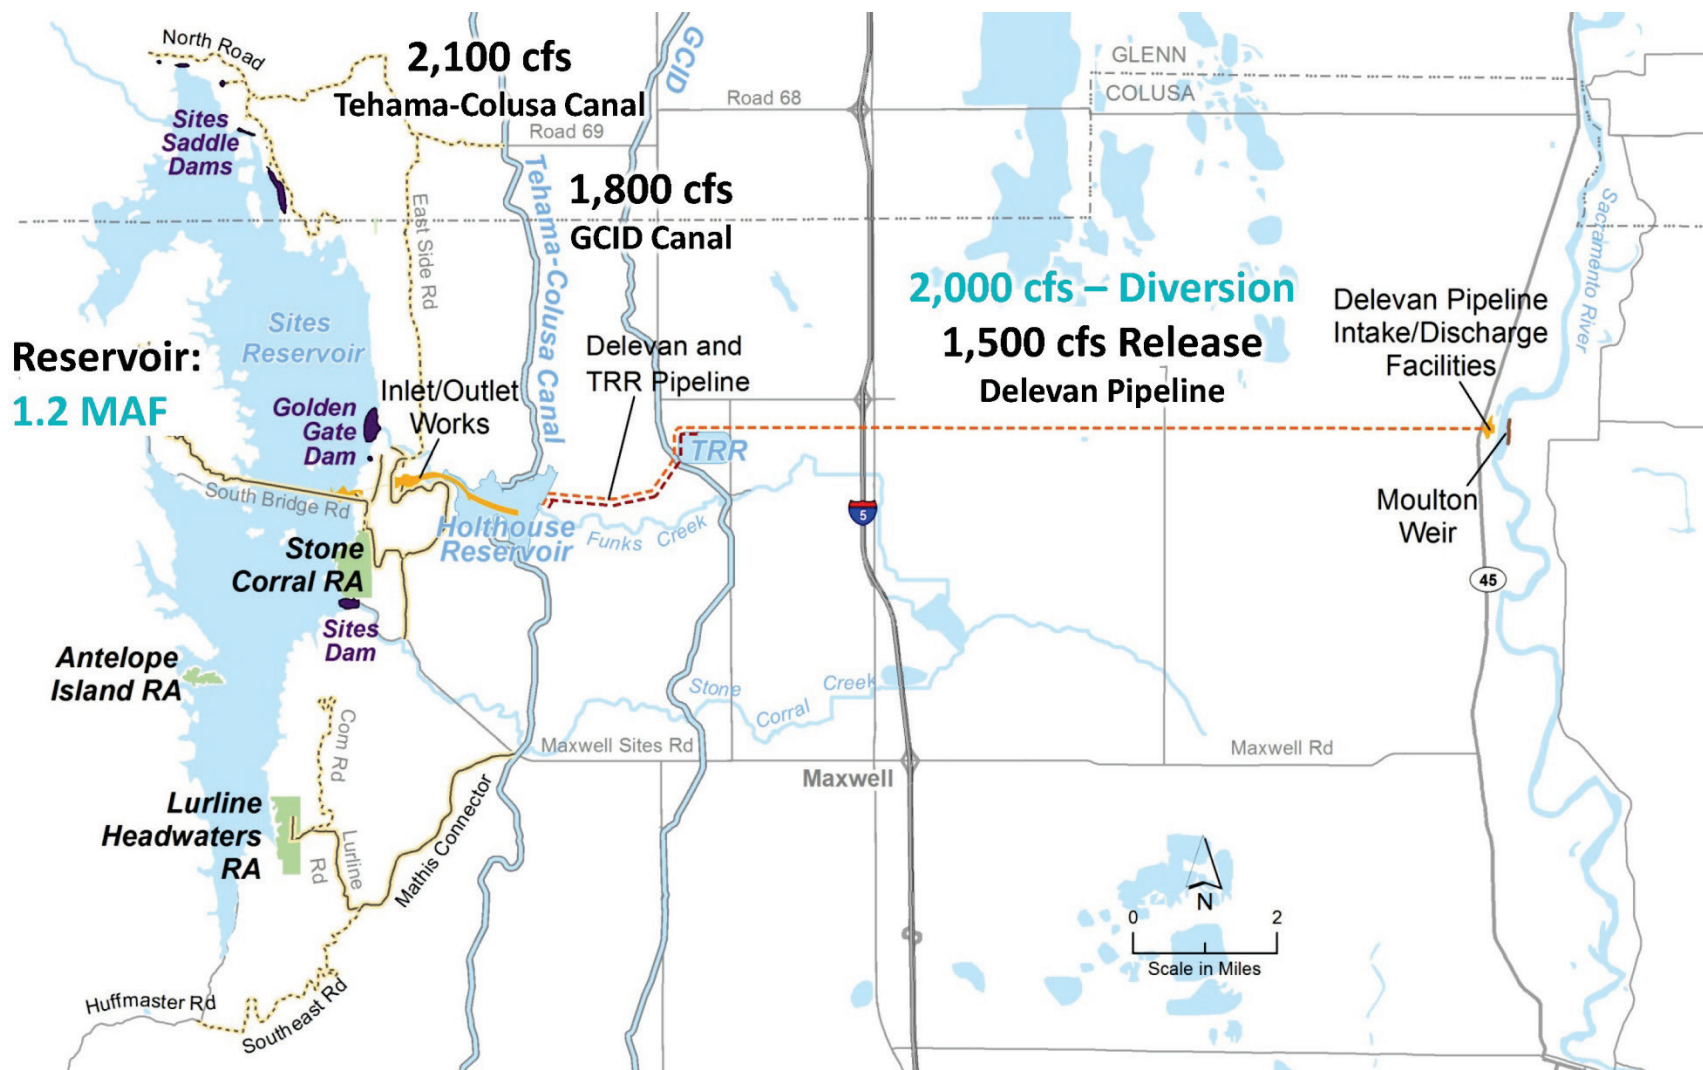 North Road
2,100 cfs
Tehama-Colusa Canal
GCID
GLENN
COLUSA
Road 68
Road 69
Sites
Saddle
Dams
1,800 cfs
GCID Canal
East Side Rd
Tehama-Colusa Canal
Sacramento River
2,000 cfs – Diversion
1,500 cfs Release
Delevan Pipeline
Delevan Pipeline
Intake/Discharge
Facilities
Sites
Reservoir
Reservoir:
1.2 MAF
Delevan and
TRR Pipeline
Inlet/Outlet
Works
Golden
Gate
Dam
TRR
South Bridge Rd
Holthouse
Reservoir
Funks Creek
5
Moulton
Weir
45
Stone
Corral RA
Sites
Dam
Antelope
Island RA
Stone Corral Creek
Com Rd
Maxwell Sites Rd
Maxwell Rd
Maxwell
Lurline
Headwaters
RA
Lurline Rd
Mathis Connector
N
0 2
Scale in Miles
Huffmaster Rd
Southeast Rd